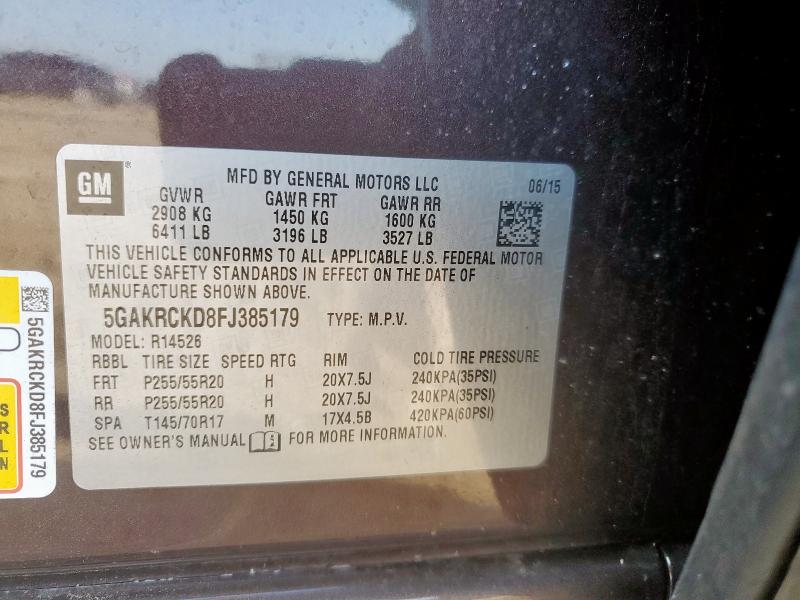 GM
MFD BY GENERAL MOTORS LLC
06/15
GVWR GAWR FRT GAWR RR
2908 KG 1450 KG 1600 KG
6411 LB 3196 LB 3527 LB
THIS VEHICLE CONFORMS TO ALL APPLICABLE U.S. FEDERAL MOTOR
VEHICLE SAFETY STANDARDS IN EFFECT ON THE DATE OF
MANUFACTURE SHOWN ABOVE.
5GAKRCKD8FJ385179 TYPE: M.P.V.
MODEL: R14526
RBBL TIRE SIZE SPEED RTG RIM COLD TIRE PRESSURE
FRT P255/55R20 H 20X7.5J 240KPA(35PSI)
RR P255/55R20 H 20X7.5J 240KPA(35PSI)
SPA T145/70R17 M 17X4.5B 420KPA(60PSI)
SEE OWNER'S MANUAL FOR MORE INFORMATION.
5GAKRCKD8FJ385179
S
R
L
N